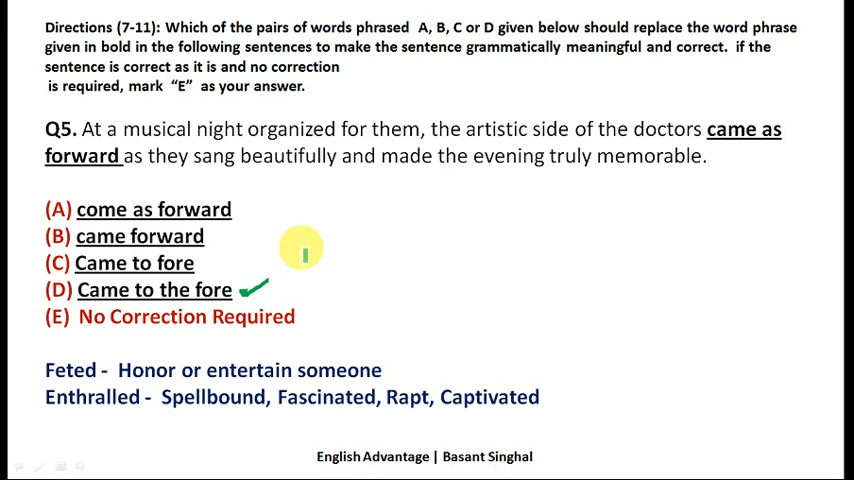 Directions (7-11): Which of the pairs of words phrased A, B, C or D given below should replace the word phrase
given in bold in the following sentences to make the sentence grammatically meaningful and correct. if the
sentence is correct as it is and no correction
is required, mark “E” as your answer.
Q5. At a musical night organized for them, the artistic side of the doctors came as
forward as they sang beautifully and made the evening truly memorable.
(A) come as forward
(B) came forward
(C) Came to fore
(D) Came to the fore
(E) No Correction Required
Feted - Honor or entertain someone
Enthralled - Spellbound, Fascinated, Rapt, Captivated
English Advantage | Basant Singhal